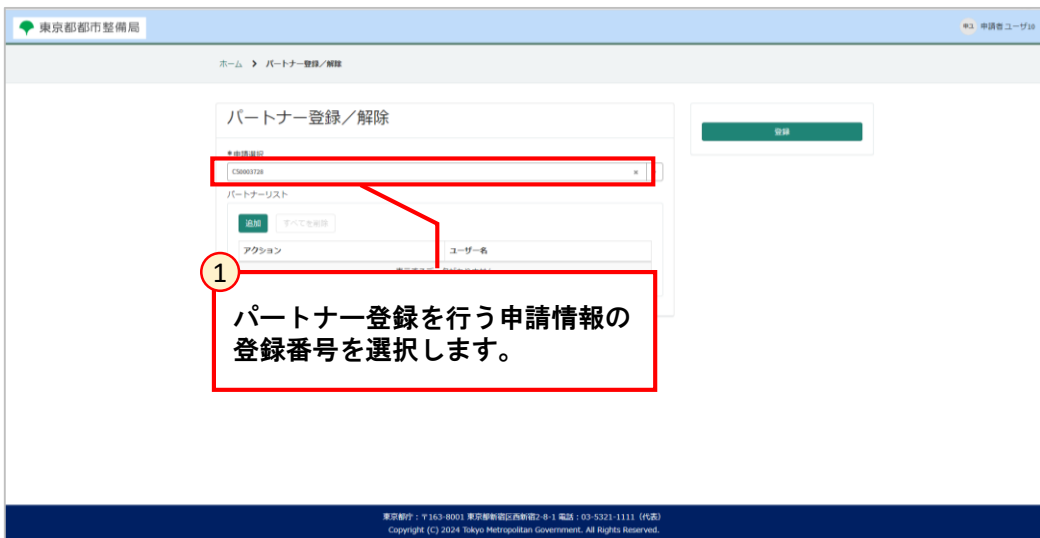 東京都都市整備局
申ユ 申請者ユーザ10
ホーム > パートナー登録/解除
パートナー登録/解除
登録
*申請選択
CS0003720 ×
パートナーリスト
追加 すべてを削除
アクション ユーザー名
1
パートナー登録を行う申請情報の
登録番号を選択します。
東京都庁:〒163-8001 東京都新宿区西新宿2-8-1 電話:03-5321-1111(代表)
Copyright (C) 2024 Tokyo Metropolitan Government. All Rights Reserved.